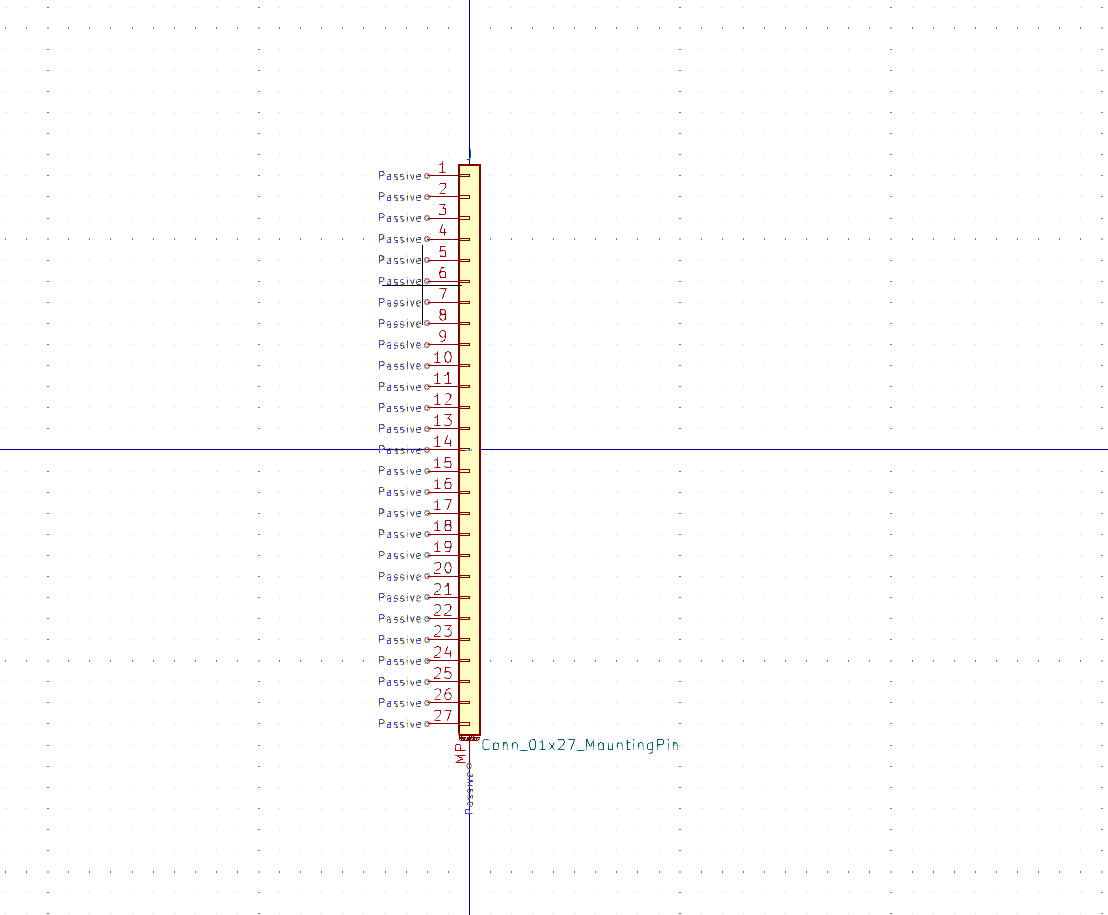 J
Passive 1
Passive 2
Passive 3
Passive 4
Passive 5
Passive 6
Passive 7
Passive 8
Passive 9
Passive 10
Passive 11
Passive 12
Passive 13
Passive 14
Passive 15
Passive 16
Passive 17
Passive 18
Passive 19
Passive 20
Passive 21
Passive 22
Passive 23
Passive 24
Passive 25
Passive 26
Passive 27
MP
Conn_01x27_MountingPin
Passive